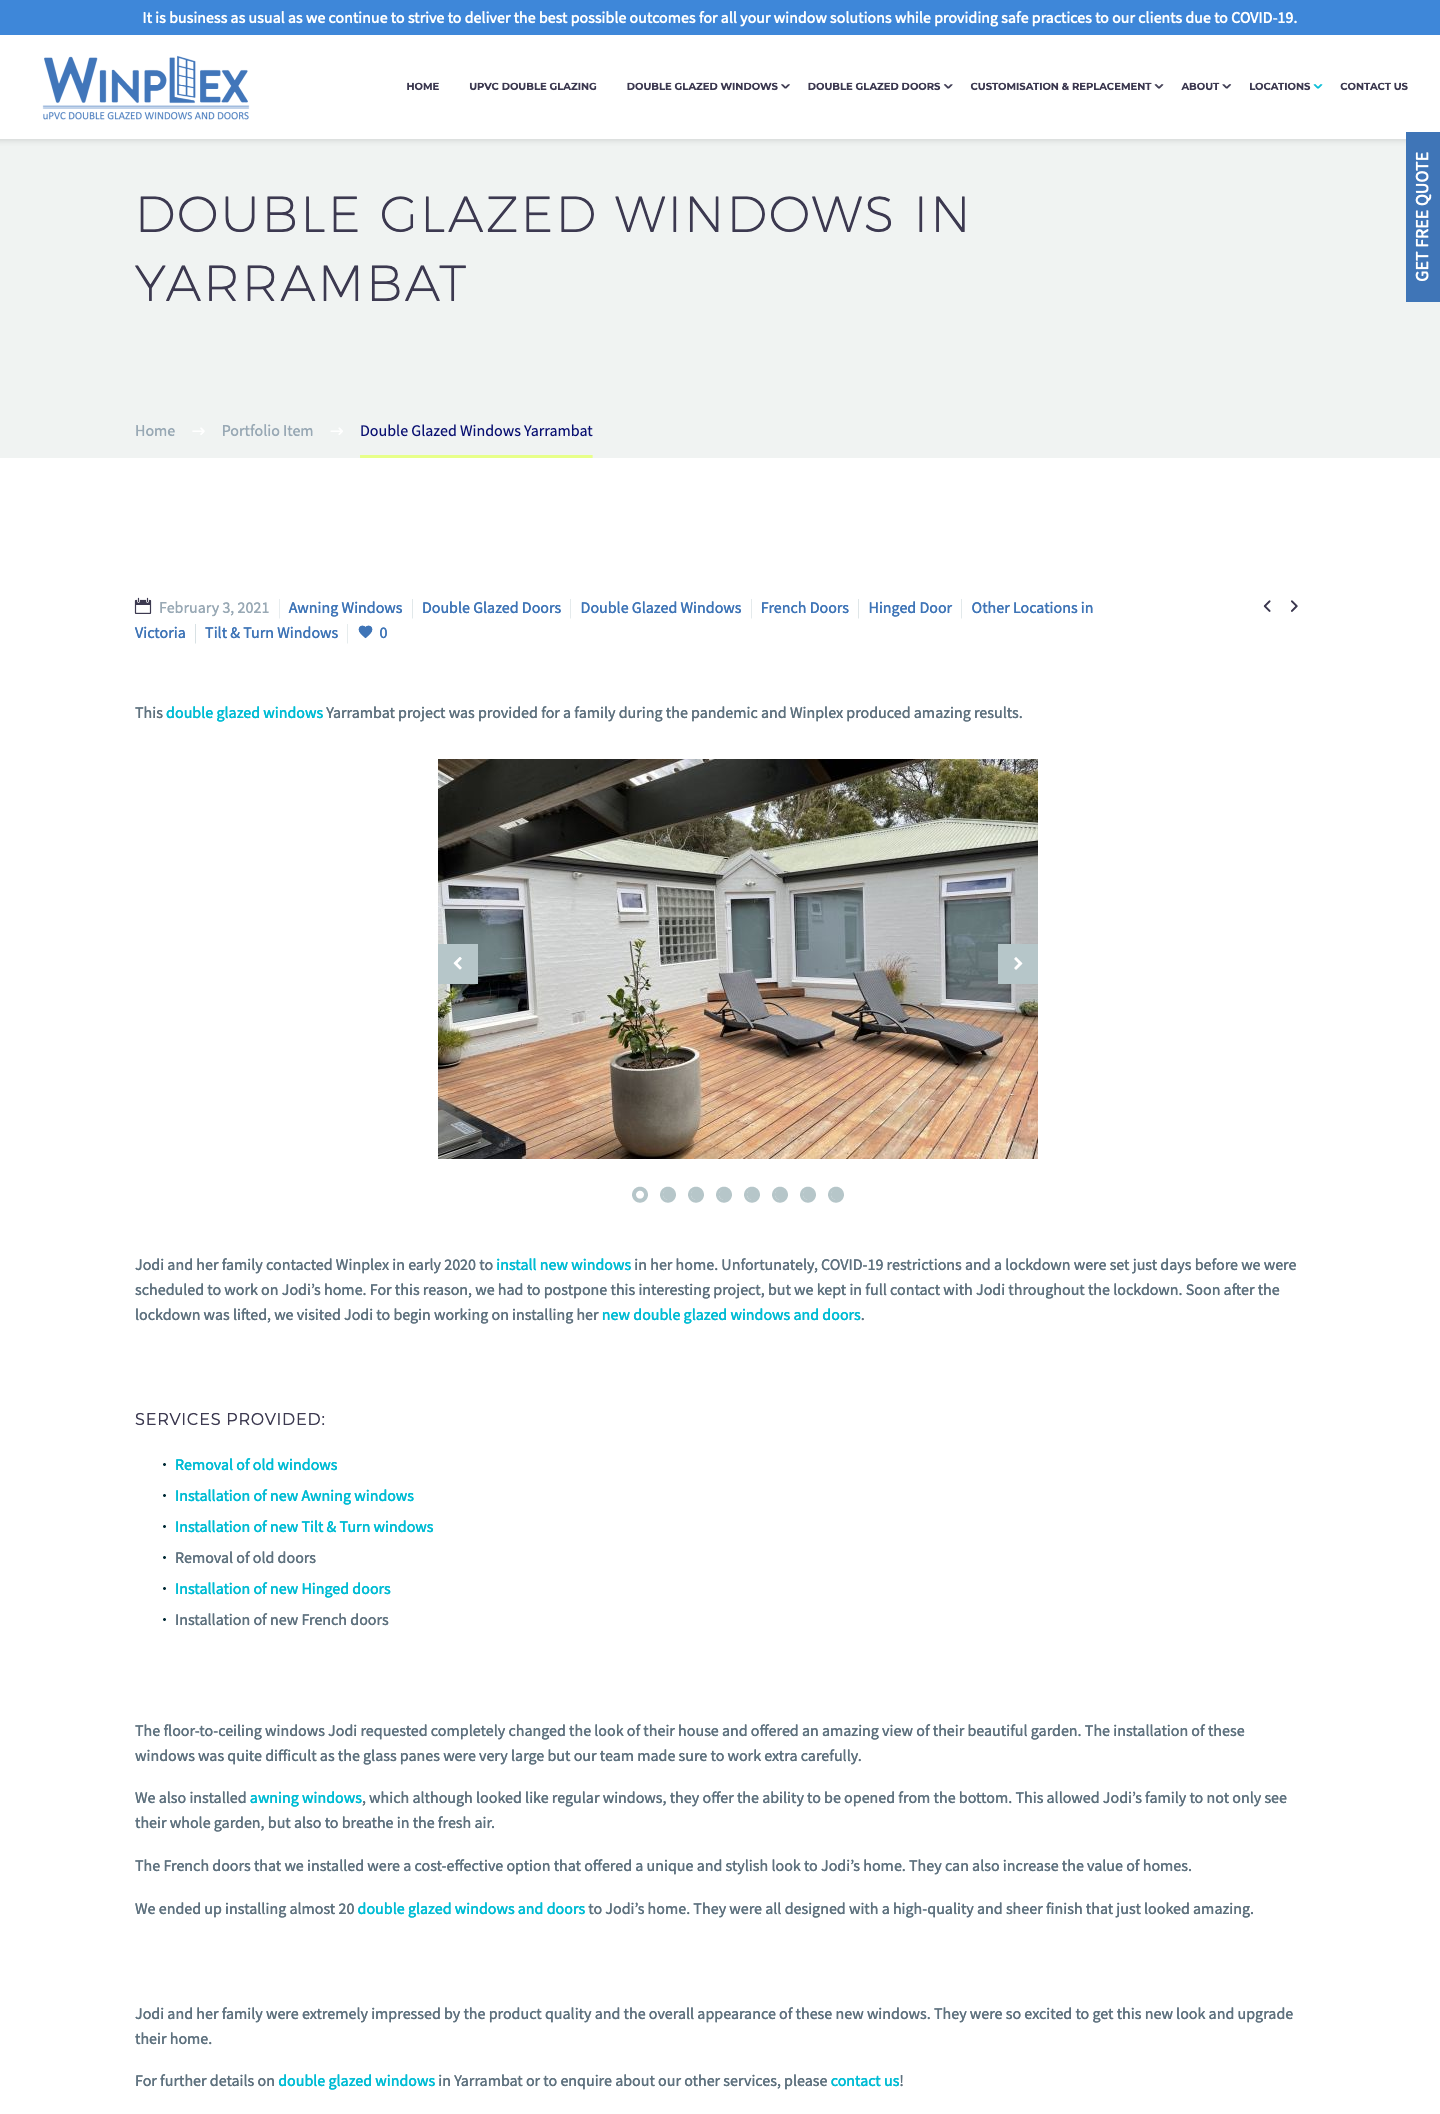 It is business as usual as we continue to strive to deliver the best possible outcomes for all your window solutions while providing safe practices to our clients due to COVID-19.
WINPLEX
uPVC DOUBLE GLAZED WINDOWS AND DOORS
HOME UPVC DOUBLE GLAZING DOUBLE GLAZED WINDOWS DOUBLE GLAZED DOORS CUSTOMISATION & REPLACEMENT ABOUT LOCATIONS CONTACT US
GET FREE QUOTE
DOUBLE GLAZED WINDOWS IN
YARRAMBAT
Home Portfolio Item Double Glazed Windows Yarrambat
February 3, 2021 Awning Windows Double Glazed Doors Double Glazed Windows French Doors Hinged Door Other Locations in
Victoria Tilt & Turn Windows 0
This double glazed windows Yarrambat project was provided for a family during the pandemic and Winplex produced amazing results.
Jodi and her family contacted Winplex in early 2020 to install new windows in her home. Unfortunately, COVID-19 restrictions and a lockdown were set just days before we were
scheduled to work on Jodi’s home. For this reason, we had to postpone this interesting project, but we kept in full contact with Jodi throughout the lockdown. Soon after the
lockdown was lifted, we visited Jodi to begin working on installing her new double glazed windows and doors.
SERVICES PROVIDED:
• Removal of old windows
• Installation of new Awning windows
• Installation of new Tilt & Turn windows
• Removal of old doors
• Installation of new Hinged doors
• Installation of new French doors
The floor-to-ceiling windows Jodi requested completely changed the look of their house and offered an amazing view of their beautiful garden. The installation of these
windows was quite difficult as the glass panes were very large but our team made sure to work extra carefully.
We also installed awning windows, which although looked like regular windows, they offer the ability to be opened from the bottom. This allowed Jodi’s family to not only see
their whole garden, but also to breathe in the fresh air.
The French doors that we installed were a cost-effective option that offered a unique and stylish look to Jodi’s home. They can also increase the value of homes.
We ended up installing almost 20 double glazed windows and doors to Jodi’s home. They were all designed with a high-quality and sheer finish that just looked amazing.
Jodi and her family were extremely impressed by the product quality and the overall appearance of these new windows. They were so excited to get this new look and upgrade
their home.
For further details on double glazed windows in Yarrambat or to enquire about our other services, please contact us!